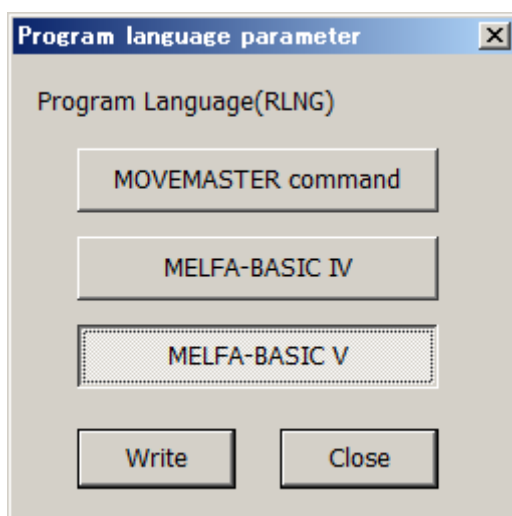 Program language parameter
Program Language(RLNG)
MOVEMASTER command
MELFA-BASIC IV
MELFA-BASIC V
Write Close